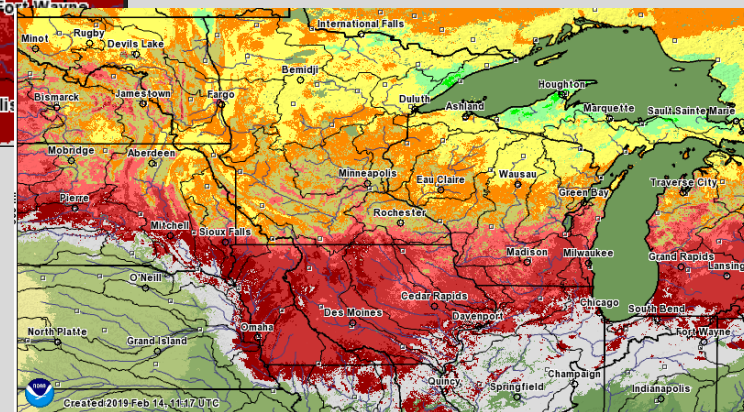 Fort Wayne
International Falls
Minot
Rugby
Devils Lake
Bemidji
Bismarck
Jamestown
Fargo
Duluth
Ashland
Houghton
Marquette
Sault Sainte Marie
Mobridge
Aberdeen
Minneapolis
Eau Claire
Wausau
Green Bay
Traverse City
Pierre
Mitchell
Sioux Falls
Rochester
Madison
Milwaukee
Grand Rapids
Lansing
O'Neill
Cedar Rapids
Davenport
Chicago
South Bend
North Platte
Grand Island
Omaha
Des Moines
Fort Wayne
Quincy
Springfield
Champaign
Indianapolis
noaa
Created 2019 Feb 14, 11:17 UTC